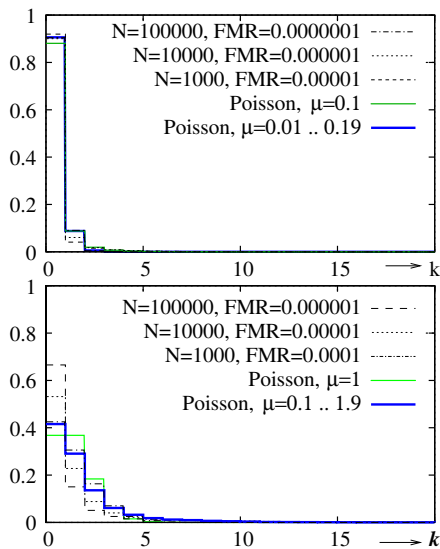 1
N=100000, FMR=0.0000001
N=10000, FMR=0.000001
0.8
N=1000, FMR=0.00001
Poisson, μ=0.1
0.6
Poisson, μ=0.01 .. 0.19
0.4
0.2
0
0 5 10 15 k
1
N=100000, FMR=0.000001
N=10000, FMR=0.00001
0.8
N=1000, FMR=0.0001
Poisson, μ=1
0.6
Poisson, μ=0.1 .. 1.9
0.4
0.2
0
0 5 10 15 k